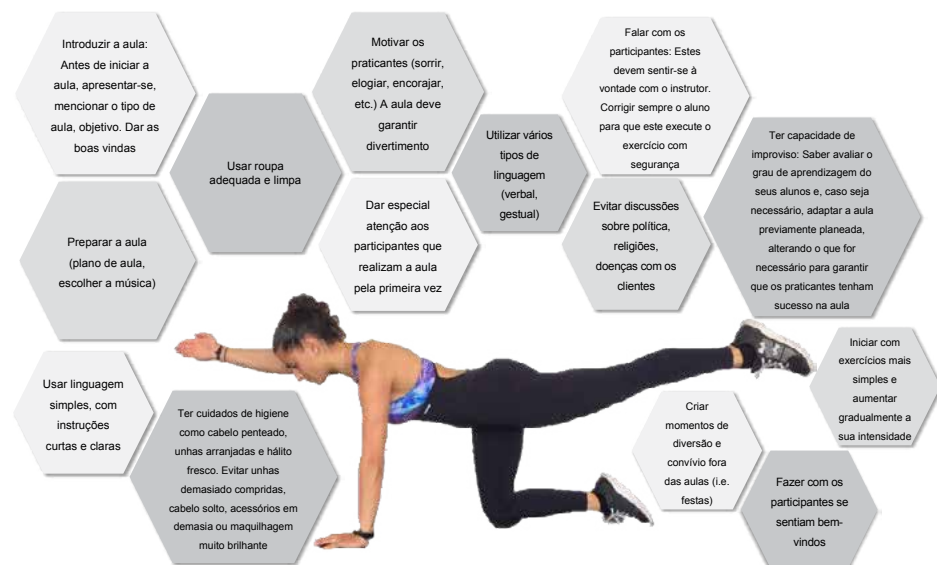 Introduzir a aula:
Antes de iniciar a
aula, apresentar-se,
mencionar o tipo de
aula, objetivo. Dar as
boas vindas
Usar roupa
adequada e limpa
Motivar os
praticantes (sorrir,
elogiar, encorajar,
etc.) A aula deve
garantir
divertimento
Utilizar vários
tipos de
linguagem
(verbal,
gestual)
Falar com os
participantes: Estes
devem sentir-se à
vontade com o instrutor.
Corrigir sempre o aluno
para que este execute o
exercício com
segurança
Ter capacidade de
improviso: Saber avaliar o
grau de aprendizagem do
seus alunos e, caso seja
necessário, adaptar a aula
previamente planeada,
alterando o que for
necessário para garantir
que os praticantes tenham
sucesso na aula
Preparar a aula
(plano de aula,
escolher a música)
Dar especial
atenção aos
participantes que
realizam a aula
pela primeira vez
Evitar discussões
sobre política,
religiões,
doenças com os
clientes
Iniciar com
exercícios mais
simples e
aumentar
gradualmente a
sua intensidade
Usar linguagem
simples, com
instruções
curtas e claras
Ter cuidados de higiene
como cabelo penteado,
unhas arranjadas e hálito
fresco. Evitar unhas
demasiado compridas,
cabelo solto, acessórios em
demasia ou maquilhagem
muito brilhante
Criar
momentos de
diversão e
convívio fora
das aulas (i.e.
festas)
Fazer com os
participantes se
sentiam bem-
vindos